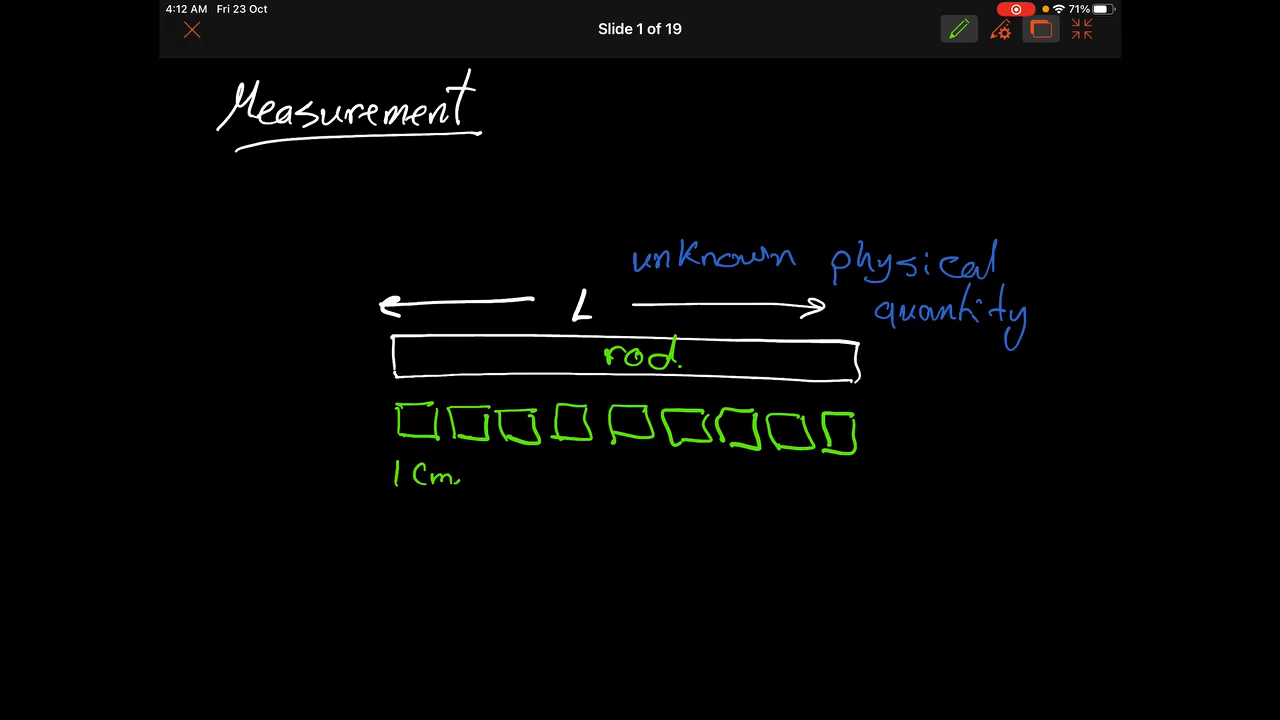 4:12 AM Fri 23 Oct
71%
Slide 1 of 19
Measurement
unknown physical
quantity
L
rod.
1 cm.